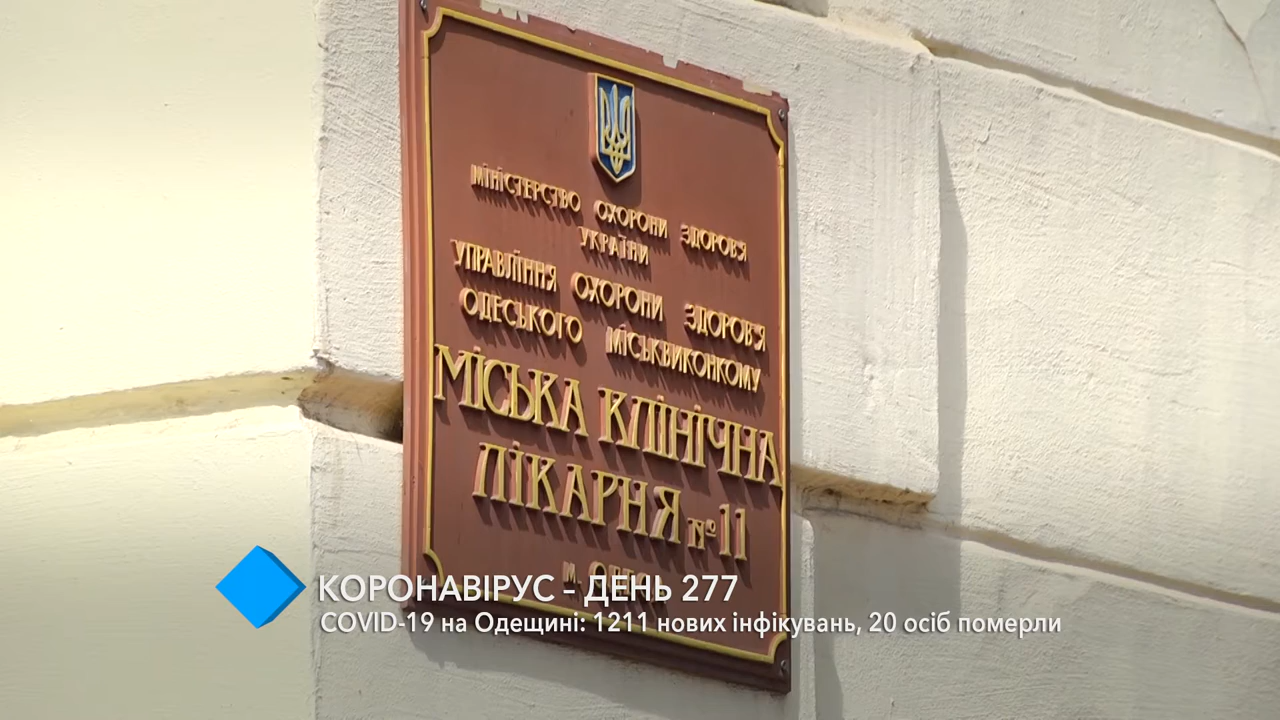 МІНІСТЕРСТВО ОХОРОНИ ЗДОРОВ'Я
УКРАЇНИ
УПРАВЛІННЯ ОХОРОНИ ЗДОРОВ'Я
ОДЕСЬКОГО МІСЬКВИКОНКОМУ
МІСЬКА КЛІНІЧНА
ЛІКАРНЯ №11
м.
КОРОНАВІРУС – ДЕНЬ 277
COVID-19 на Одещині: 1211 нових інфікувань, 20 осіб померли